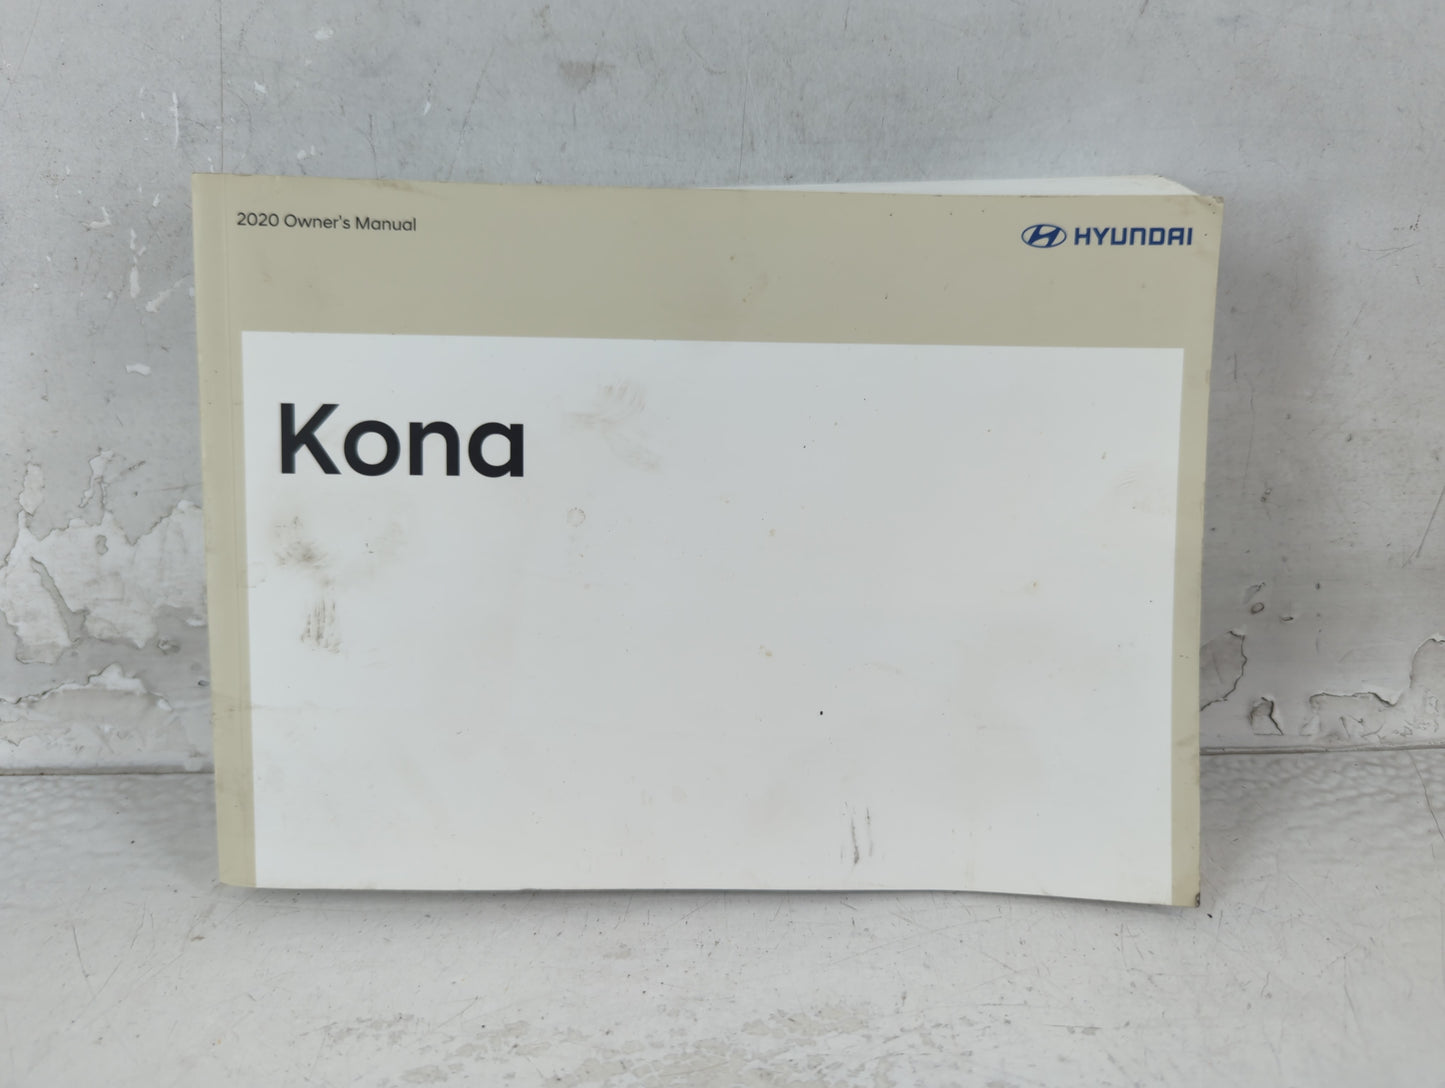 2020 Owner's Manual
HYUNDAI
Kona